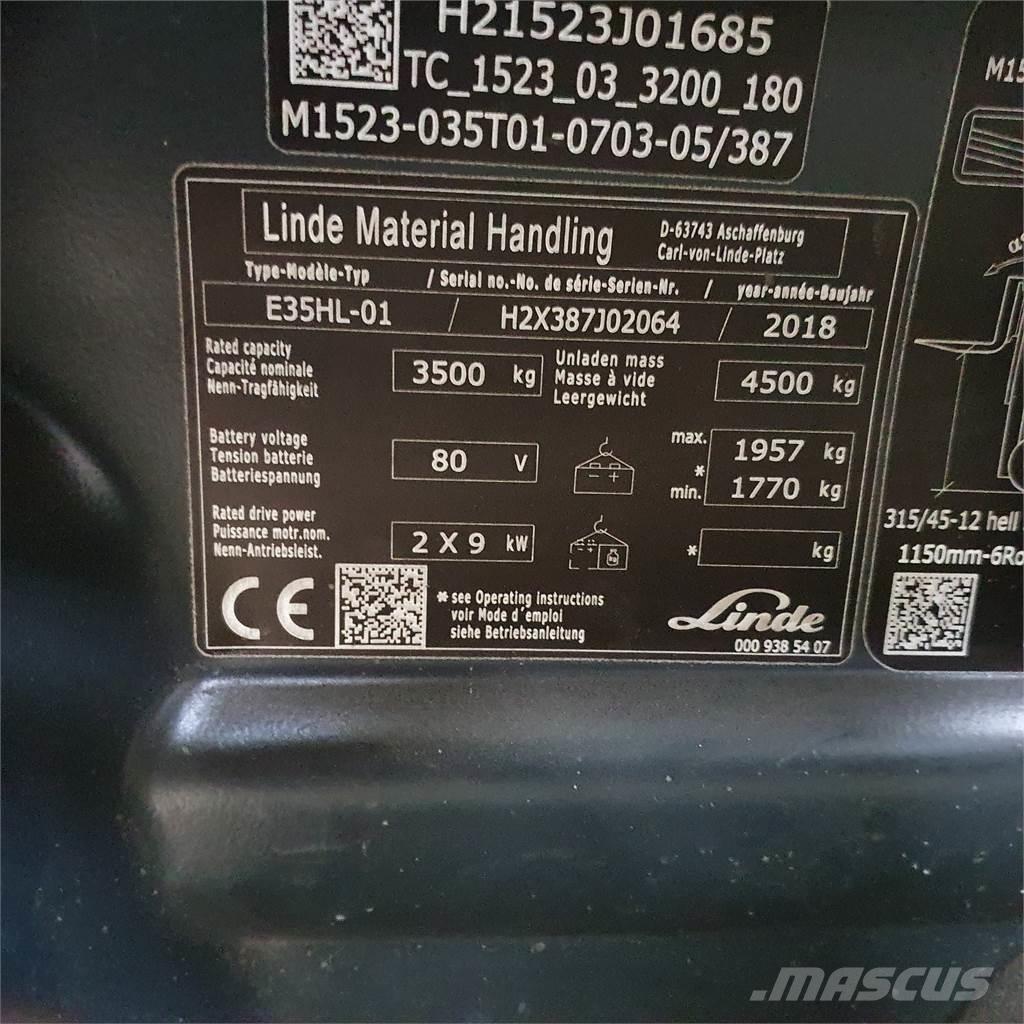 H21523J01685
TC_1523_03_3200_180
M1523-035T01-0703-05/387
Linde Material Handling
D-63743 Aschaffenburg
Carl-von-Linde-Platz
Type-Modèle-Typ / Serial no.-No. de série-Serien-Nr. / year-année-Baujahr
E35HL-01 / H2X387J02064 / 2018
Rated capacity
Capacité nominale
Nenn-Tragfähigkeit
3500 kg
Unladen mass
Masse à vide
Leergewicht
4500 kg
Battery voltage
Tension batterie
Batteriespannung
80 V
max. 1957 kg
*
min. 1770 kg
Rated drive power
Puissance motr.nom.
Nenn-Antriebsleist.
2 X 9 kW
* kg
CE
* see Operating instructions
voir Mode d'emploi
siehe Betriebsanleitung
Linde
000 938 54 07
M15
315/45-12 hell
1150mm-6Ro
.MASCUS